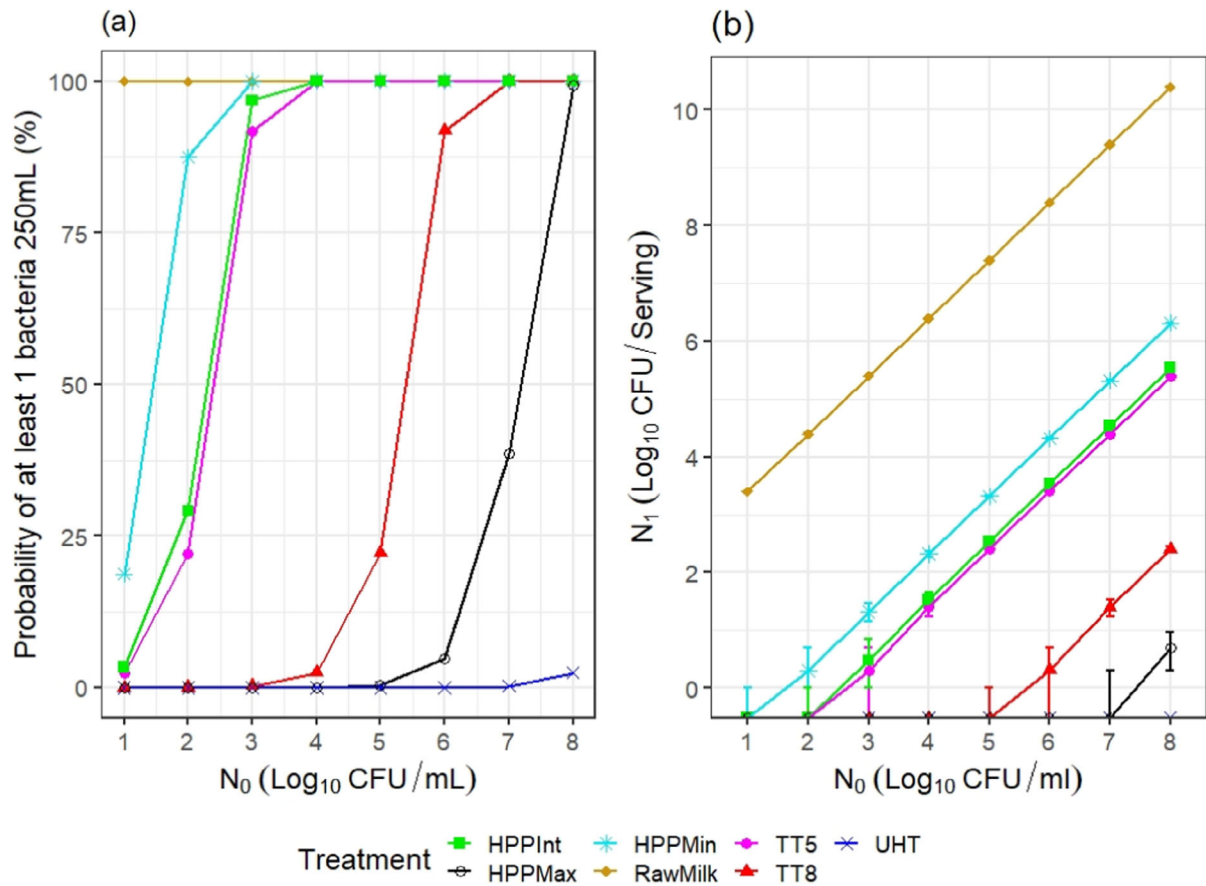 (a)
Probability of at least 1 bacteria 250mL (%)
100
75
50
25
0
1 2 3 4 5 6 7 8
N₀ (Log₁₀ CFU/mL)
(b)
N₁ (Log₁₀ CFU/Serving)
10
8
6
4
2
0
1 2 3 4 5 6 7 8
N₀ (Log₁₀ CFU/ml)
Treatment
HPPInt HPPMin TT5 UHT
HPPMax RawMilk TT8